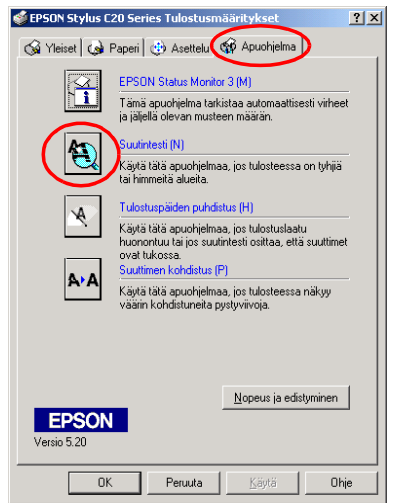 EPSON Stylus C20 Series Tulostusmääritykset
Yleiset Paperi Asettelu Apuohjelma
EPSON Status Monitor 3 (M)
Tämä apuohjelma tarkistaa automaattisesti virheet
ja jäljellä olevan musteen määrän.
Suutintesti (N)
Käytä tätä apuohjelmaa, jos tulosteessa on tyhjiä
tai himmeitä alueita.
Tulostuspäiden puhdistus (H)
Käytä tätä apuohjelmaa, jos tulostuslaatu
huonontuu tai jos suutintesti osittaa, että suuttimet
ovat tukossa.
Suuttimen kohdistus (P)
Käytä tätä apuohjelmaa, jos tulosteessa näkyy
väärin kohdistuneita pystyviivoja.
Nopeus ja edistyminen
EPSON
Versio 5.20
OK Peruuta Käytä Ohje